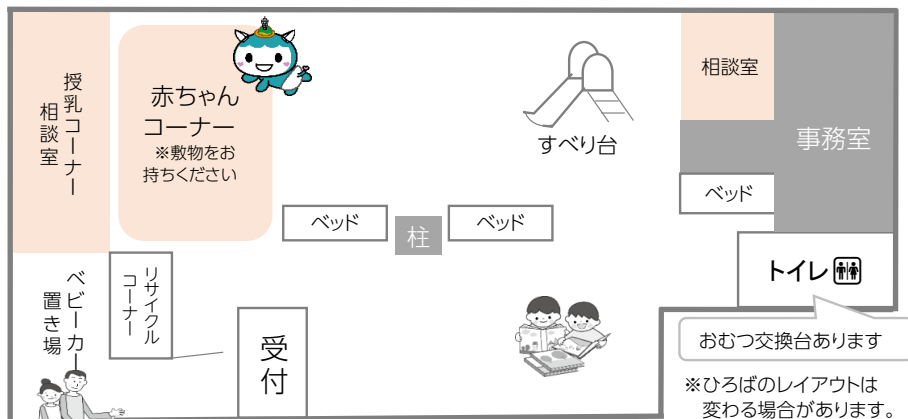 授乳コーナー
相談室
赤ちゃん
コーナー
※敷物をお
持ちください
すべり台
相談室
事務室
ベッド
柱
ベッド
ベッド
トイレ
ベビーカー
置き場
リサイクル
コーナー
受付
おむつ交換台あります
※ひろばのレイアウトは
変わる場合があります。